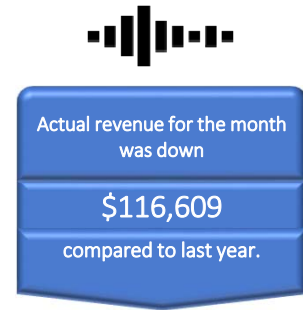 Actual revenue for the month
was down
$116,609
compared to last year.